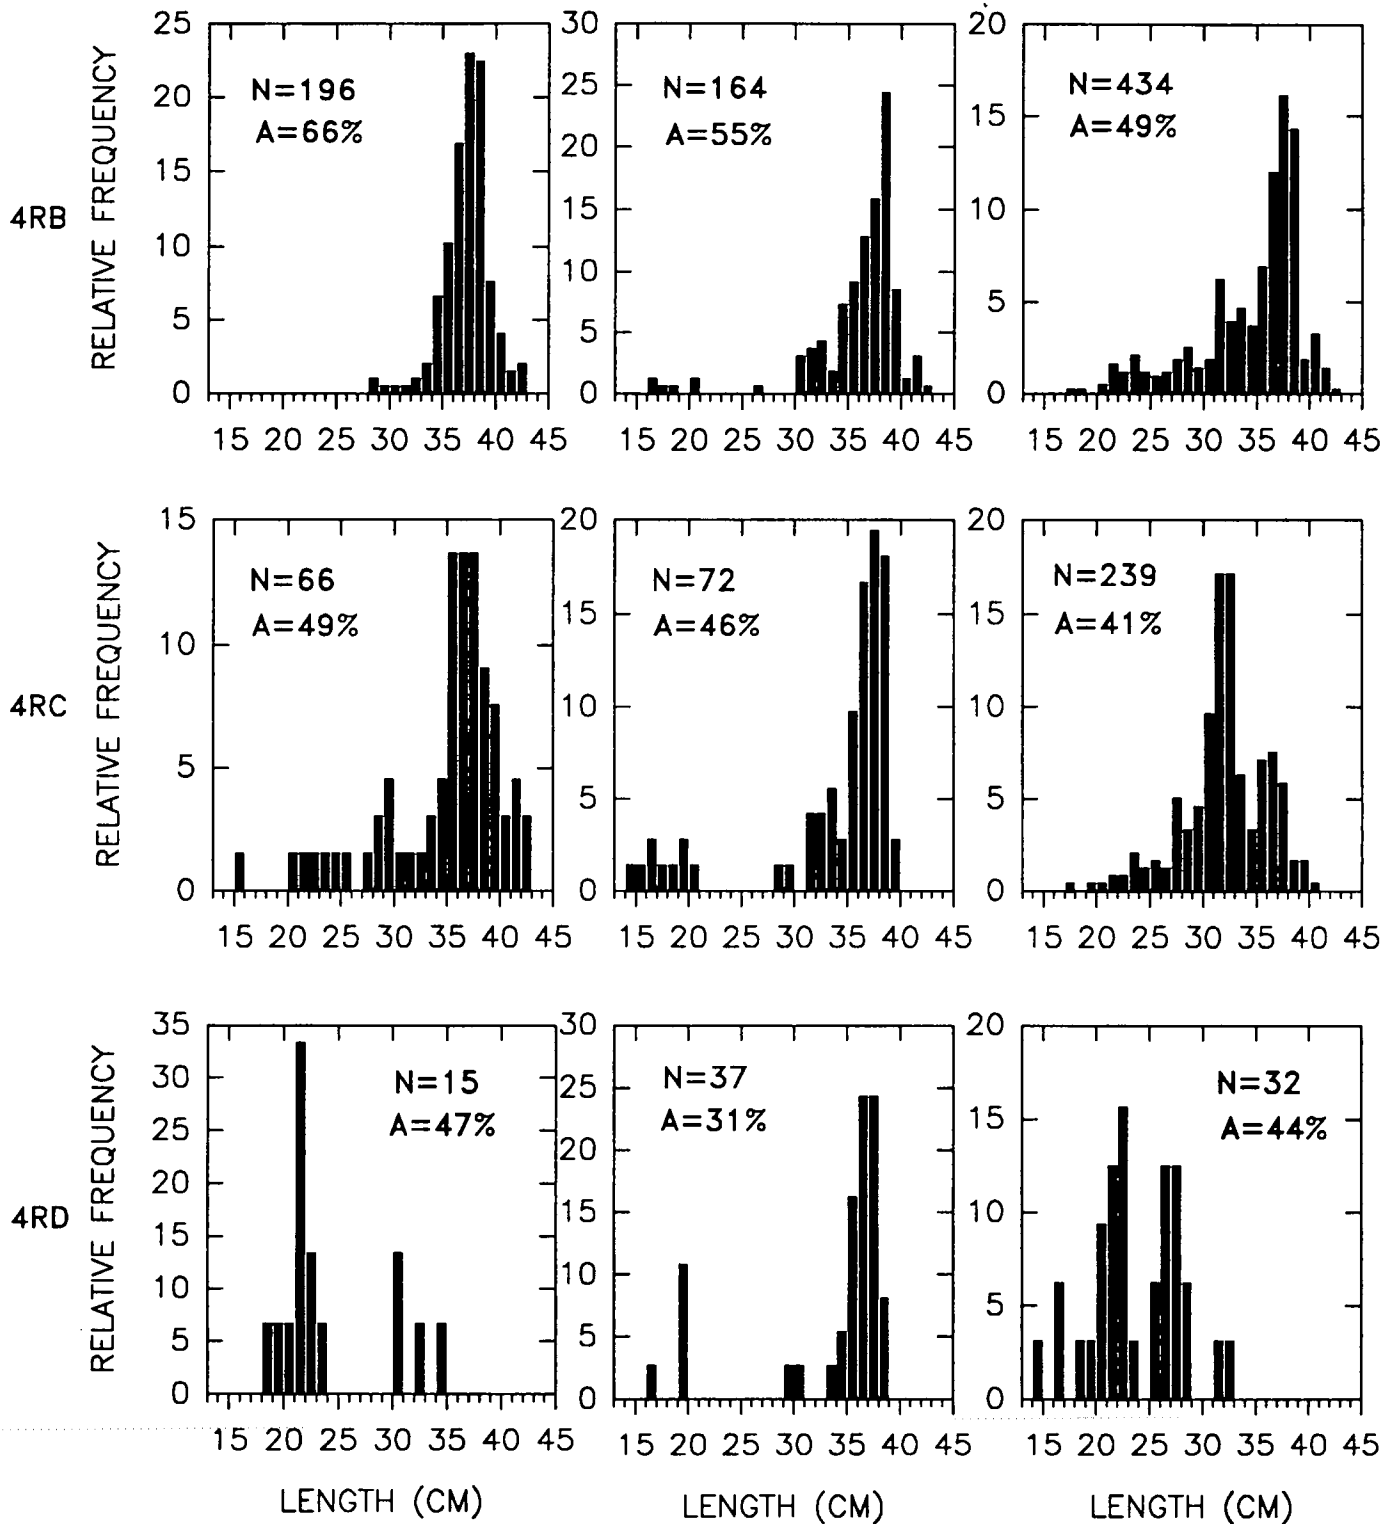 4RB
RELATIVE FREQUENCY
25
20
15
10
5
0
N=196
A=66%
15 20 25 30 35 40 45
30
25
20
15
10
5
0
N=164
A=55%
15 20 25 30 35 40 45
20
15
10
5
0
N=434
A=49%
15 20 25 30 35 40 45
4RC
RELATIVE FREQUENCY
15
10
5
0
N=66
A=49%
15 20 25 30 35 40 45
20
15
10
5
0
N=72
A=46%
15 20 25 30 35 40 45
20
15
10
5
0
N=239
A=41%
15 20 25 30 35 40 45
4RD
RELATIVE FREQUENCY
35
30
25
20
15
10
5
0
N=15
A=47%
15 20 25 30 35 40 45
LENGTH (CM)
30
25
20
15
10
5
0
N=37
A=31%
15 20 25 30 35 40 45
LENGTH (CM)
20
15
10
5
0
N=32
A=44%
15 20 25 30 35 40 45
LENGTH (CM)